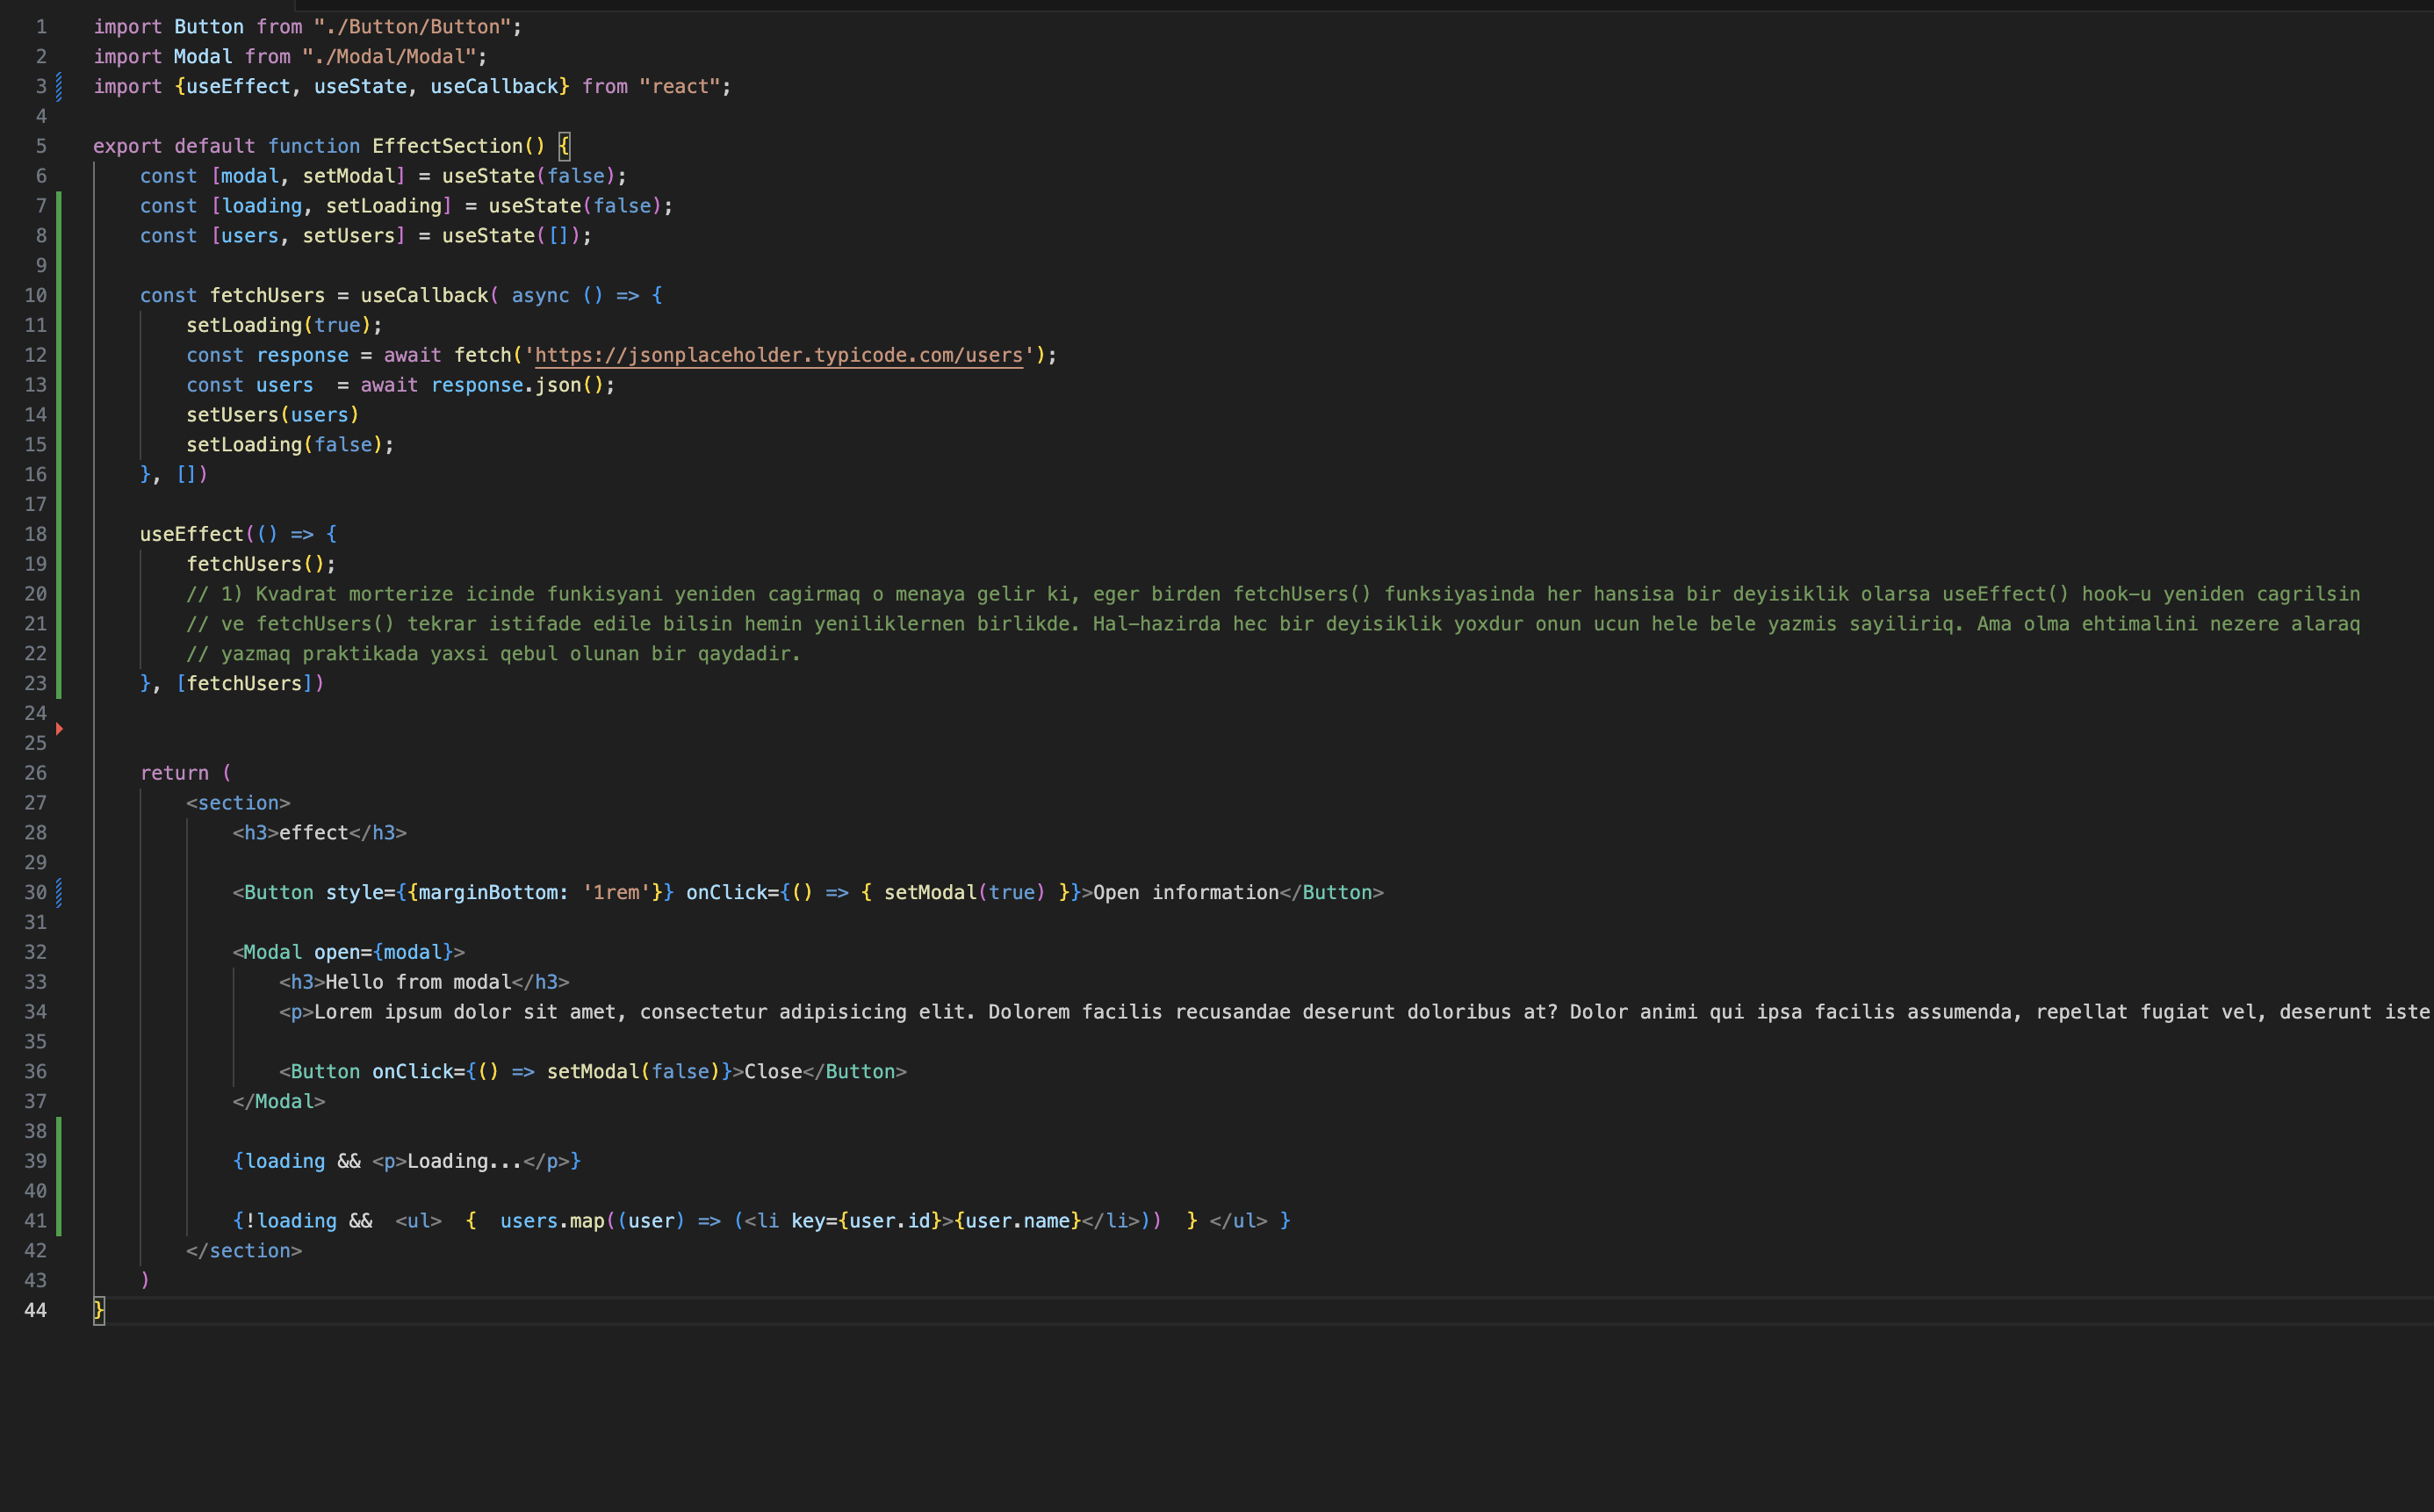 1 import Button from "./Button/Button";
2 import Modal from "./Modal/Modal";
3 import {useEffect, useState, useCallback} from "react";
4
5 export default function EffectSection() {
6 const [modal, setModal] = useState(false);
7 const [loading, setLoading] = useState(false);
8 const [users, setUsers] = useState([]);
9
10 const fetchUsers = useCallback( async () => {
11 setLoading(true);
12 const response = await fetch('https://jsonplaceholder.typicode.com/users');
13 const users  = await response.json();
14 setUsers(users)
15 setLoading(false);
16 }, [])
17
18 useEffect(() => {
19 fetchUsers();
20 // 1) Kvadrat morterize icinde funkisyani yeniden cagirmaq o menaya gelir ki, eger birden fetchUsers() funksiyasinda her hansisa bir deyisiklik olarsa useEffect() hook-u yeniden cagrilsin
21 // ve fetchUsers() tekrar istifade edile bilsin hemin yeniliklernen birlikde. Hal-hazirda hec bir deyisiklik yoxdur onun ucun hele bele yazmis sayiliriq. Ama olma ehtimalini nezere alaraq
22 // yazmaq praktikada yaxsi qebul olunan bir qaydadir.
23 }, [fetchUsers])
24
25
26 return (
27 <section>
28 <h3>effect</h3>
29
30 <Button style={{marginBottom: '1rem'}} onClick={() => { setModal(true) }}>Open information</Button>
31
32 <Modal open={modal}>
33 <h3>Hello from modal</h3>
34 <p>Lorem ipsum dolor sit amet, consectetur adipisicing elit. Dolorem facilis recusandae deserunt doloribus at? Dolor animi qui ipsa facilis assumenda, repellat fugiat vel, deserunt iste
35
36 <Button onClick={() => setModal(false)}>Close</Button>
37 </Modal>
38
39 {loading && <p>Loading...</p>}
40
41 {!loading &&  <ul>  {  users.map((user) => (<li key={user.id}>{user.name}</li>))  } </ul> }
42 </section>
43 )
44 }